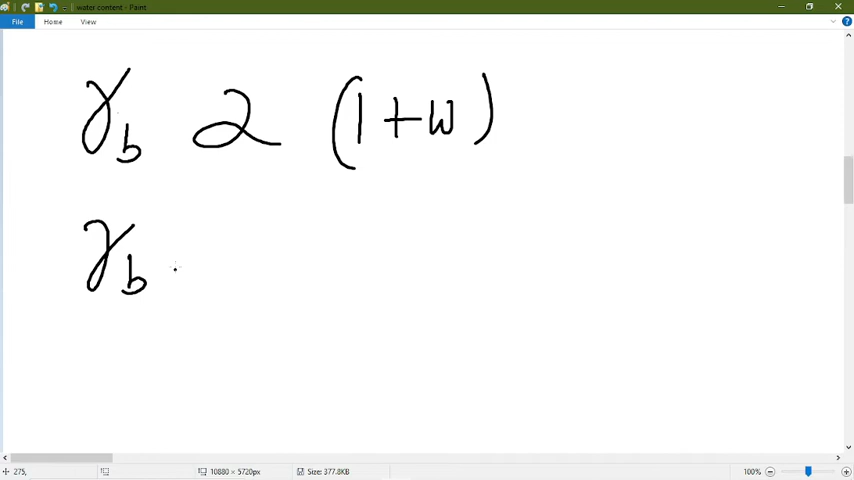 water content - Paint
File Home View
γb α (1+w)
γb
275, 10880 × 5720px Size: 377.8KB 100%